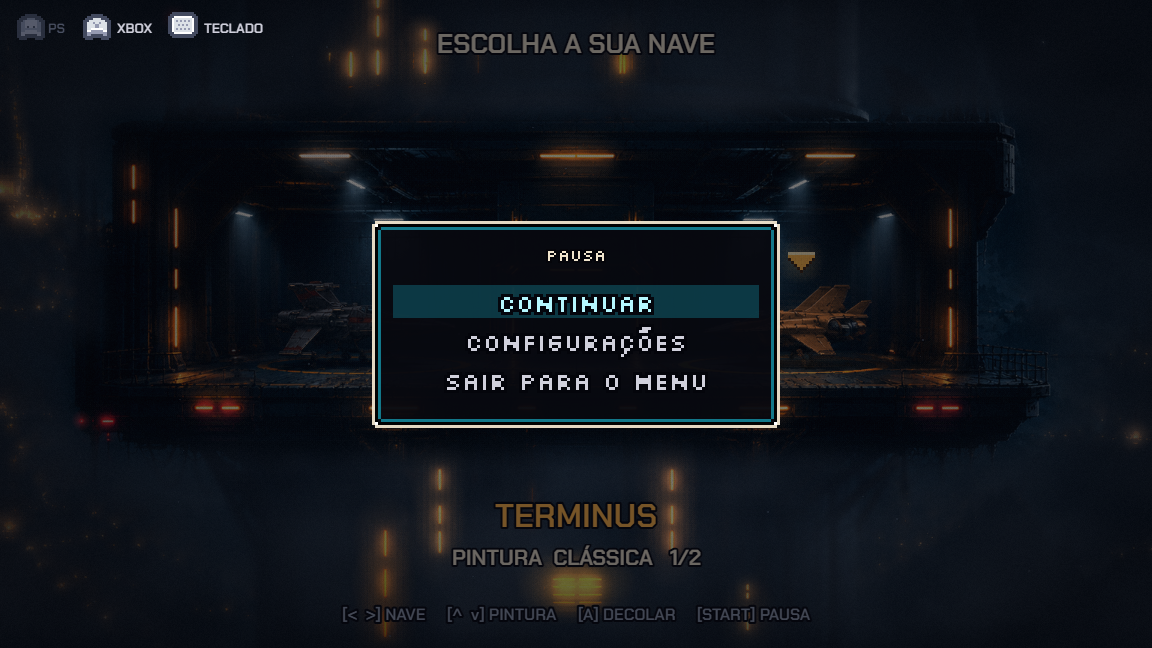 PS XBOX TECLADO
ESCOLHA A SUA NAVE
PAUSA
CONTINUAR
CONFIGURAÇÕES
SAIR PARA O MENU
TERMINUS
PINTURA CLÁSSICA 1/2
[< >] NAVE [^ v] PINTURA [A] DECOLAR [START] PAUSA